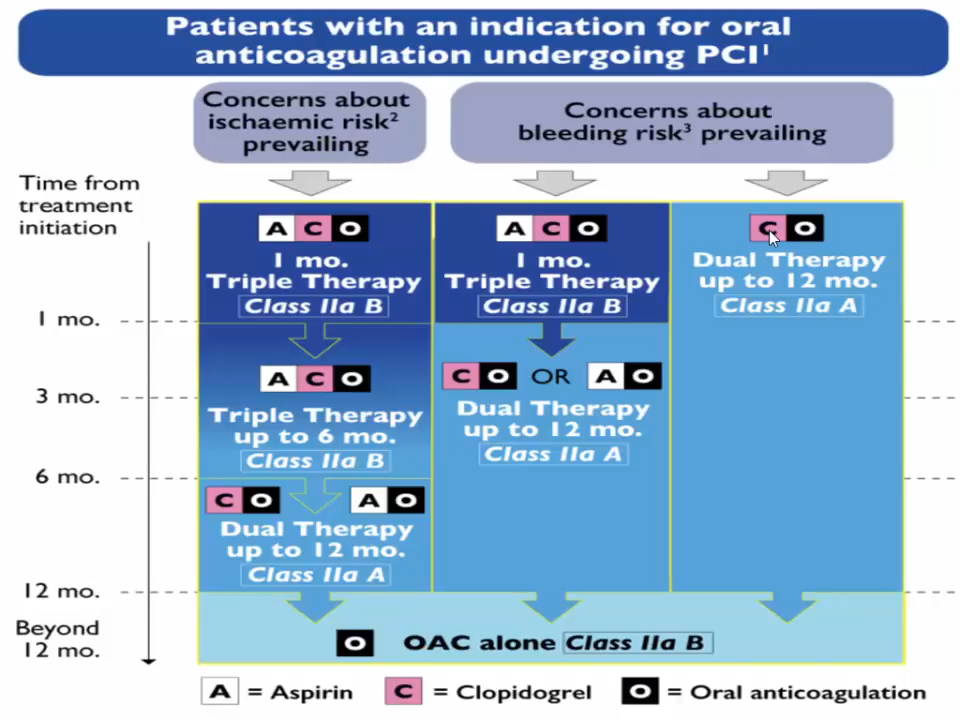 Patients with an indication for oral
anticoagulation undergoing PCI¹
Concerns about
ischaemic risk²
prevailing
Concerns about
bleeding risk³ prevailing
Time from
treatment
initiation
A C O
1 mo.
Triple Therapy
Class IIa B
A C O
1 mo.
Triple Therapy
Class IIa B
C O
Dual Therapy
up to 12 mo.
Class IIa A
1 mo.
A C O
Triple Therapy
up to 6 mo.
Class IIa B
C O OR A O
Dual Therapy
up to 12 mo.
Class IIa A
3 mo.
6 mo.
C O A O
Dual Therapy
up to 12 mo.
Class IIa A
12 mo.
Beyond
12 mo.
O OAC alone Class IIa B
A = Aspirin C = Clopidogrel O = Oral anticoagulation